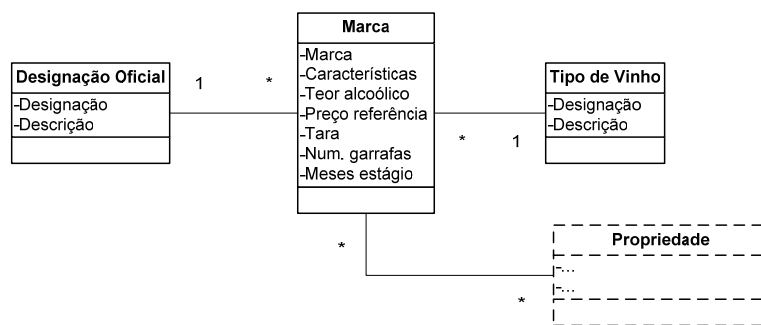 Marca
-Marca
-Características
-Teor alcoólico
-Preço referência
-Tara
-Num. garrafas
-Meses estágio
Designação Oficial
-Designação
-Descrição
1
*
Tipo de Vinho
-Designação
-Descrição
*
1
*
Propriedade
-...
-...
*